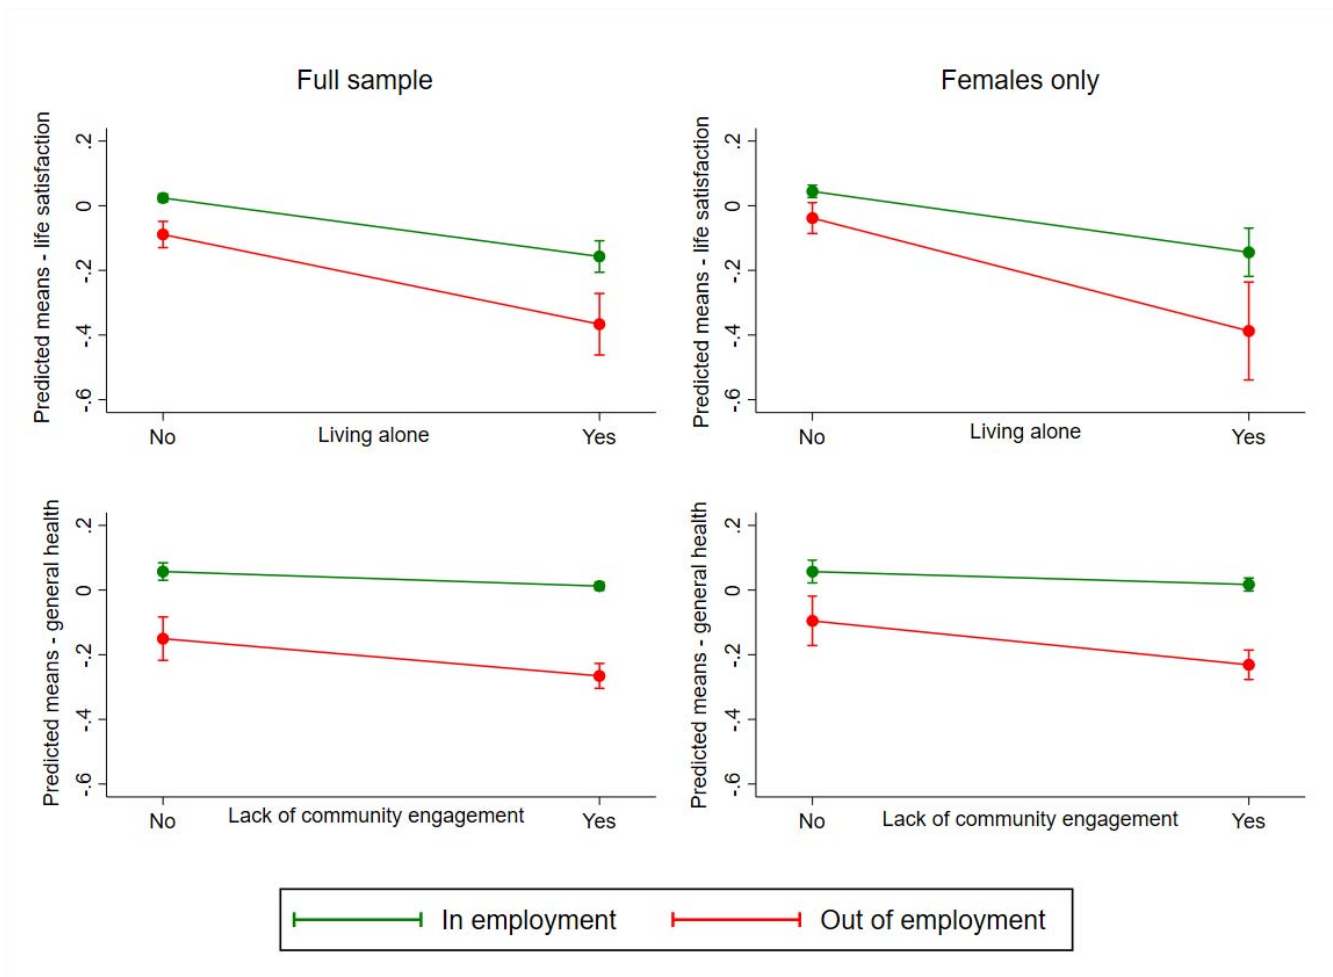 Full sample
Females only
Predicted means - life satisfaction
.2
0
-.2
-.4
-.6
No
Living alone
Yes
Predicted means - life satisfaction
.2
0
-.2
-.4
-.6
No
Living alone
Yes
Predicted means - general health
.2
0
-.2
-.4
-.6
No
Lack of community engagement
Yes
Predicted means - general health
.2
0
-.2
-.4
-.6
No
Lack of community engagement
Yes
In employment
Out of employment